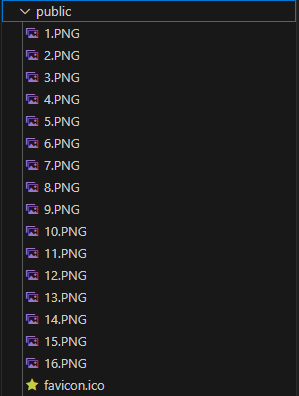 public
1.PNG
2.PNG
3.PNG
4.PNG
5.PNG
6.PNG
7.PNG
8.PNG
9.PNG
10.PNG
11.PNG
12.PNG
13.PNG
14.PNG
15.PNG
16.PNG
favicon.ico